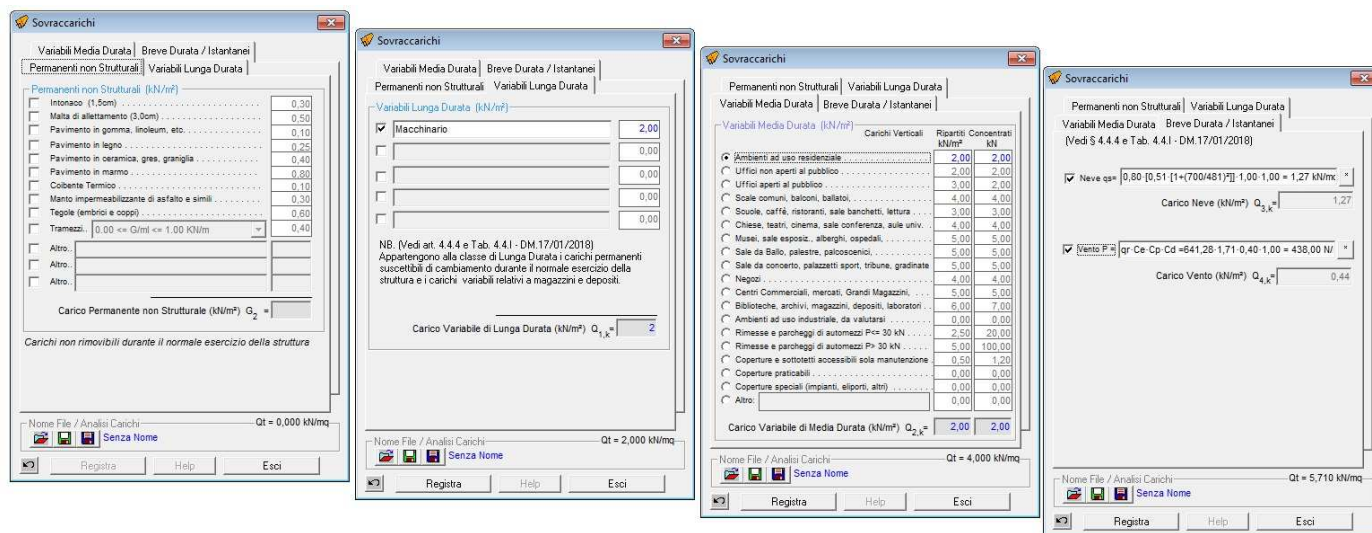 Sovraccarichi
Variabili Media Durata Breve Durata / Istantanei
Permanenti non Strutturali Variabili Lunga Durata
Permanenti non Strutturali (kN/m²)
Intonaco (1,5cm) 0,30
Malta di allettamento (3,0cm) 0,50
Pavimento in gomma, linoleum, etc. 0,10
Pavimento in legno 0,25
Pavimento in ceramica, gres, graniglia 0,40
Pavimento in marmo 0,80
Coibente Termico 0,10
Manto impermeabilizzante di asfalto e simili 0,30
Tegole (embrici e coppi) 0,60
Tramezzi.. 0.00 <= G/ml <= 1.00 KN/m 0,40
Altro..
Altro..
Altro..
Carico Permanente non Strutturale (kN/m²) G2 =
Carichi non rimovibili durante il normale esercizio della struttura
Nome File / Analisi Carichi Qt = 0,000 kN/mq
Senza Nome
Registra Help Esci
Sovraccarichi
Variabili Media Durata Breve Durata / Istantanei
Permanenti non Strutturali Variabili Lunga Durata
Variabili Lunga Durata (kN/m²)
Macchinario 2,00
0,00
0,00
0,00
0,00
NB. (Vedi art. 4.4.4 e Tab. 4.4.I - DM.17/01/2018)
Appartengono alla classe di Lunga Durata i carichi permanenti
suscettibili di cambiamento durante il normale esercizio della
struttura e i carichi variabili relativi a magazzini e depositi.
Carico Variabile di Lunga Durata (kN/m²) Q1,k= 2
Nome File / Analisi Carichi Qt = 2,000 kN/mq
Senza Nome
Registra Help Esci
Sovraccarichi
Permanenti non Strutturali Variabili Lunga Durata
Variabili Media Durata Breve Durata / Istantanei
Variabili Media Durata (kN/m²)
Carichi Verticali Ripartiti Concentrati
kN/m² kN
Ambienti ad uso residenziale 2,00 2,00
Uffici non aperti al pubblico 2,00 2,00
Uffici aperti al pubblico 3,00 2,00
Scale comuni, balconi, ballatoi, 4,00 4,00
Scuole, caffé, ristoranti, sale banchetti, lettura 3,00 3,00
Chiese, teatri, cinema, sale conferenza, aule univ. 4,00 4,00
Musei, sale esposiz., alberghi, ospedali, 5,00 5,00
Sale da Ballo, palestre, palcoscenici, 5,00 5,00
Sale da concerto, palazzetti sport, tribune, gradinate 5,00 5,00
Negozi 4,00 4,00
Centri Commerciali, mercati, Grandi Magazzini, 5,00 5,00
Biblioteche, archivi, magazzini, depositi, laboratori 6,00 7,00
Ambienti ad uso industriale, da valutarsi 0,00 0,00
Rimesse e parcheggi di automezzi P<= 30 kN 2,50 20,00
Rimesse e parcheggi di automezzi P> 30 kN 5,00 100,00
Coperture e sottotetti accessibili sola manutenzione 0,50 1,20
Coperture praticabili 0,00 0,00
Coperture speciali (impianti, eliporti, altri) 0,00 0,00
Altro: 0,00 0,00
Carico Variabile di Media Durata (kN/m²) Q2,k= 2,00 2,00
Nome File / Analisi Carichi Qt = 4,000 kN/mq
Senza Nome
Registra Help Esci
Sovraccarichi
Permanenti non Strutturali Variabili Lunga Durata
Variabili Media Durata Breve Durata / Istantanei
(Vedi § 4.4.4 e Tab. 4.4.I - DM.17/01/2018)
Neve qs= 0,80·[0,51·[1+(700/481)²]]·1,00·1,00 = 1,27 kN/mc
Carico Neve (kN/m²) Q3,k= 1,27
Vento P = qr·Ce·Cp·Cd =641,28·1,71·0,40·1,00 = 438,00 N/
Carico Vento (kN/m²) Q4,k= 0,44
Nome File / Analisi Carichi Qt = 5,710 kN/mq
Senza Nome
Registra Help Esci